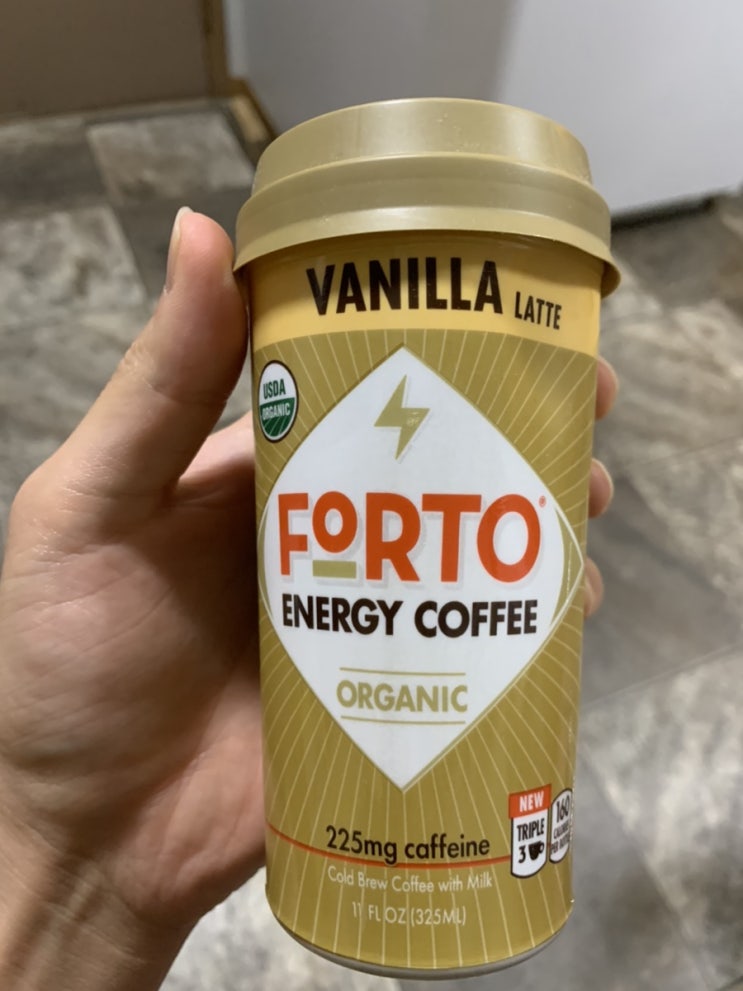 VANILLA LATTE
USDA
ORGANIC
FORTO®
ENERGY COFFEE
ORGANIC
NEW
TRIPLE
3
160
225mg caffeine
Cold Brew Coffee with Milk
11 FL OZ (325ML)